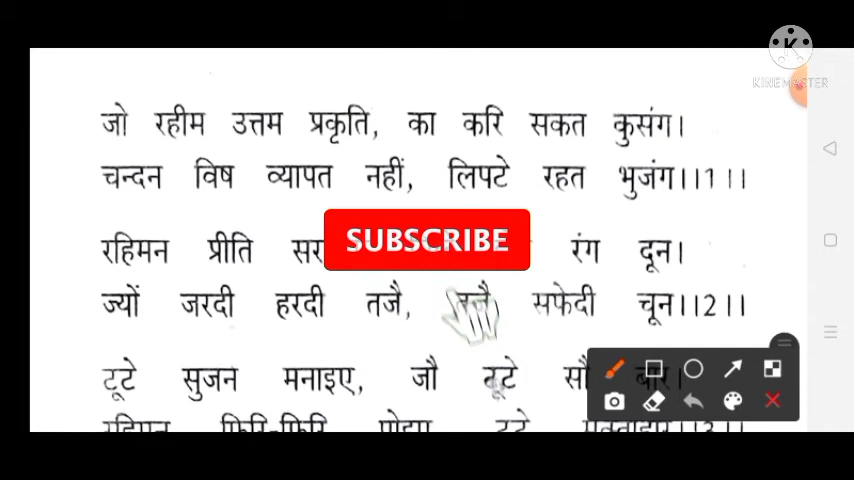 KINEMASTER
जो रहीम उत्तम प्रकृति, का करि सकत कुसंग।
चन्दन विष व्यापत नहीं, लिपटे रहत भुजंग।।1।।
रहिमन प्रीति रंग दून।
SUBSCRIBE
ज्यों जरदी हरदी तजै, तजै सफेदी चून।।2।।
टूटे सुजन मनाइए, जौ टूटे सौ बार।